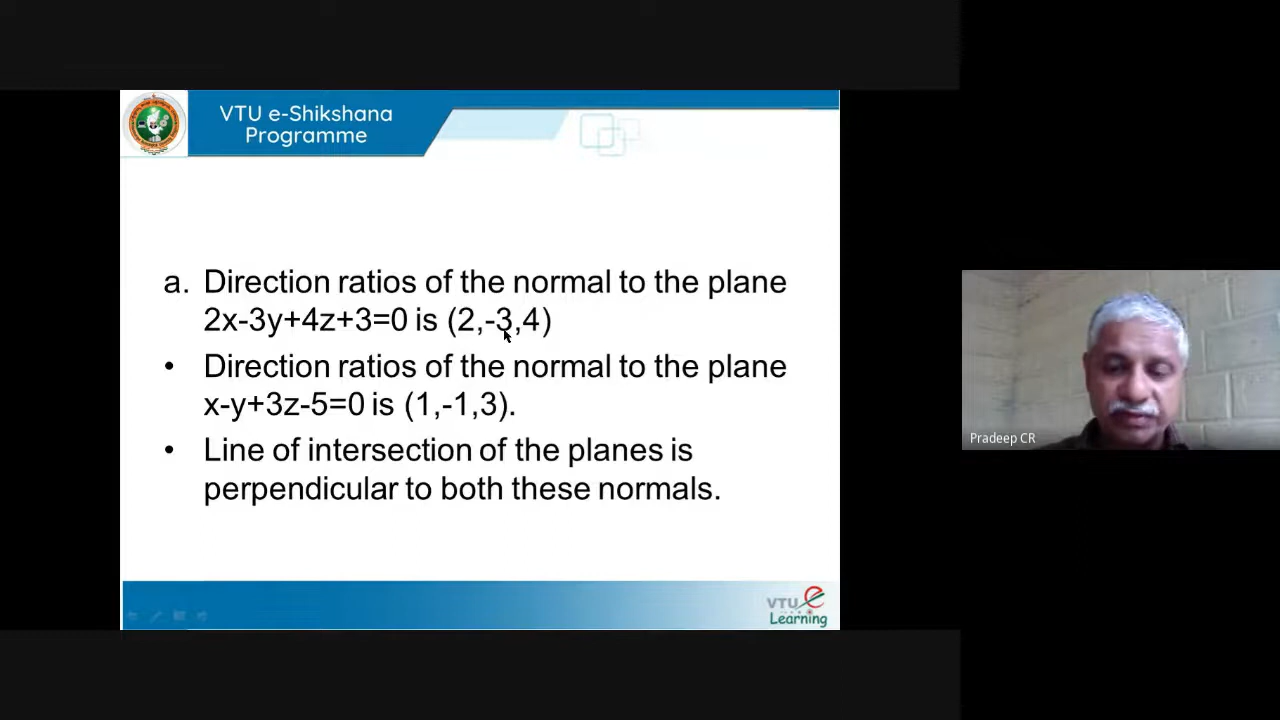 VTU e-Shikshana
Programme
a. Direction ratios of the normal to the plane
2x-3y+4z+3=0 is (2,-3,4)
• Direction ratios of the normal to the plane
x-y+3z-5=0 is (1,-1,3).
• Line of intersection of the planes is
perpendicular to both these normals.
Pradeep CR
VTU e
Learning